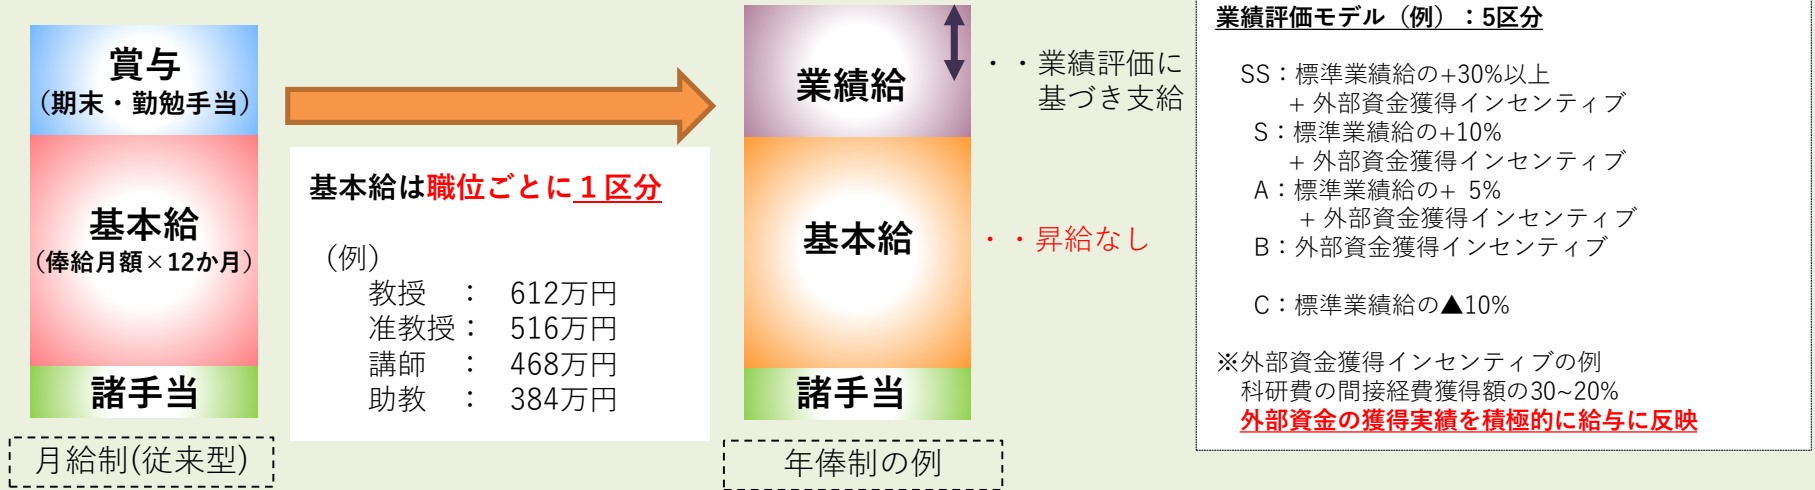 賞与
(期末・勤勉手当)
基本給
(俸給月額×12か月)
諸手当
月給制(従来型)
基本給は職位ごとに１区分
(例)
教授 ： 612万円
准教授： 516万円
講師 ： 468万円
助教 ： 384万円
業績給
基本給
諸手当
年俸制の例
・・業績評価に
基づき支給
・・昇給なし
業績評価モデル（例）：5区分
SS：標準業績給の+30%以上
+ 外部資金獲得インセンティブ
S：標準業績給の+10%
+ 外部資金獲得インセンティブ
A：標準業績給の+ 5%
+ 外部資金獲得インセンティブ
B：外部資金獲得インセンティブ
C：標準業績給の▲10%
※外部資金獲得インセンティブの例
科研費の間接経費獲得額の30~20%
外部資金の獲得実績を積極的に給与に反映